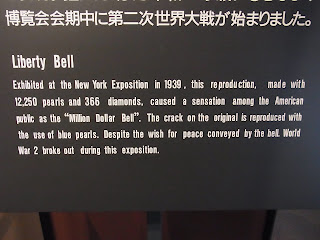 博覧会会期中に第二次世界大戦が始まりました。
Liberty Bell
Exhibited at the New York Exposition in 1939, this reproduction, made with
12,250 pearls and 366 diamonds, caused a sensation among the American
public as the "Million Dollar Bell". The crack on the original is reproduced with
the use of blue pearls. Despite the wish for peace conveyed by the bell. World
War 2 broke out during this exposition.